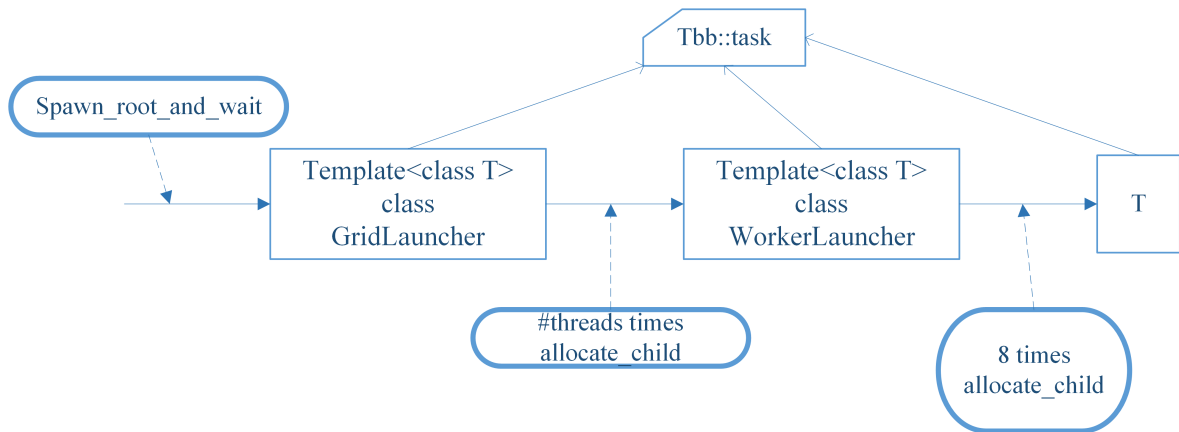 Tbb::task
Spawn_root_and_wait
Template<class T>
class
GridLauncher
Template<class T>
class
WorkerLauncher
T
#threads times
allocate_child
8 times
allocate_child